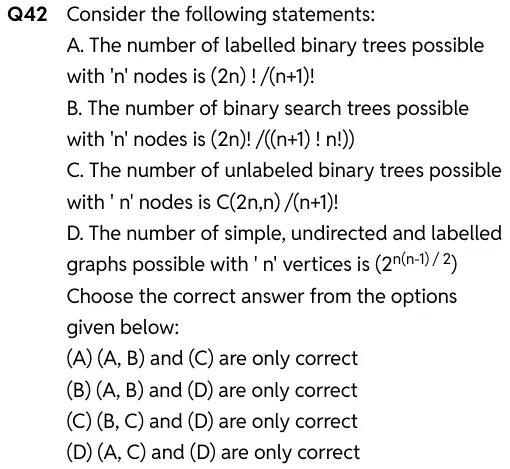 Q42 Consider the following statements:
A. The number of labelled binary trees possible
with 'n' nodes is (2n) ! /(n+1)!
B. The number of binary search trees possible
with 'n' nodes is (2n)! /((n+1) ! n!))
C. The number of unlabeled binary trees possible
with ' n' nodes is C(2n,n) /(n+1)!
D. The number of simple, undirected and labelled
graphs possible with ' n' vertices is (2^{n(n-1) / 2})
Choose the correct answer from the options
given below:
(A) (A, B) and (C) are only correct
(B) (A, B) and (D) are only correct
(C) (B, C) and (D) are only correct
(D) (A, C) and (D) are only correct